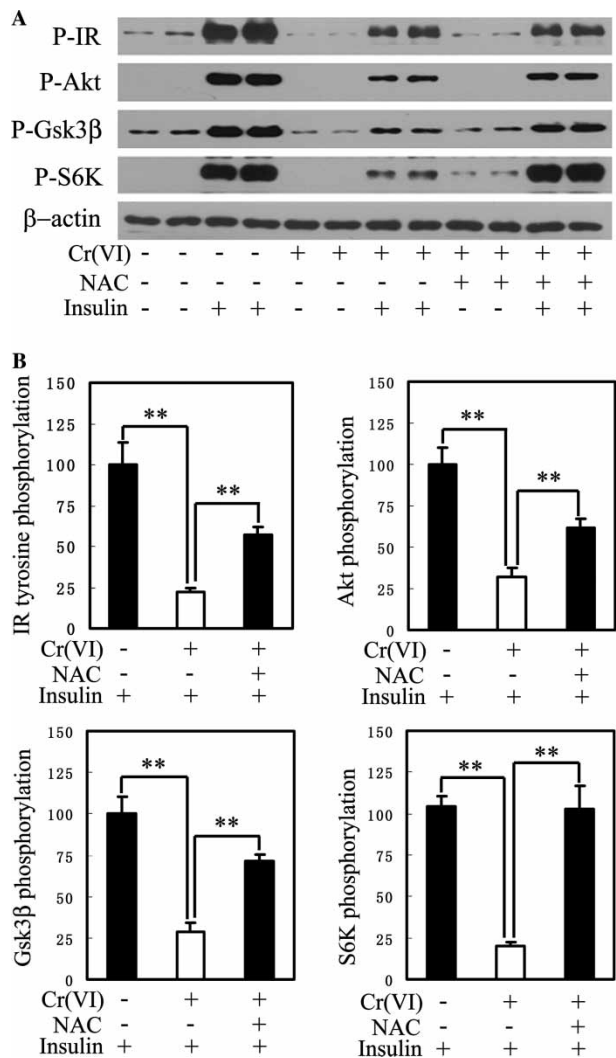 A
P-IR
P-Akt
P-Gsk3β
P-S6K
β–actin
Cr(VI) - - - - + + + + + + + +
NAC - - - - - - - - + + + +
Insulin - - + + - - + + - - + +
B
IR tyrosine phosphorylation
150
125
100
75
50
25
0
**
**
Cr(VI) - + +
NAC - - +
Insulin + + +
Akt phosphorylation
150
125
100
75
50
25
0
**
**
Cr(VI) - + +
NAC - - +
Insulin + + +
Gsk3β phosphorylation
150
125
100
75
50
25
0
**
**
Cr(VI) - + +
NAC - - +
Insulin + + +
S6K phosphorylation
150
125
100
75
50
25
0
**
**
Cr(VI) - + +
NAC - - +
Insulin + + +